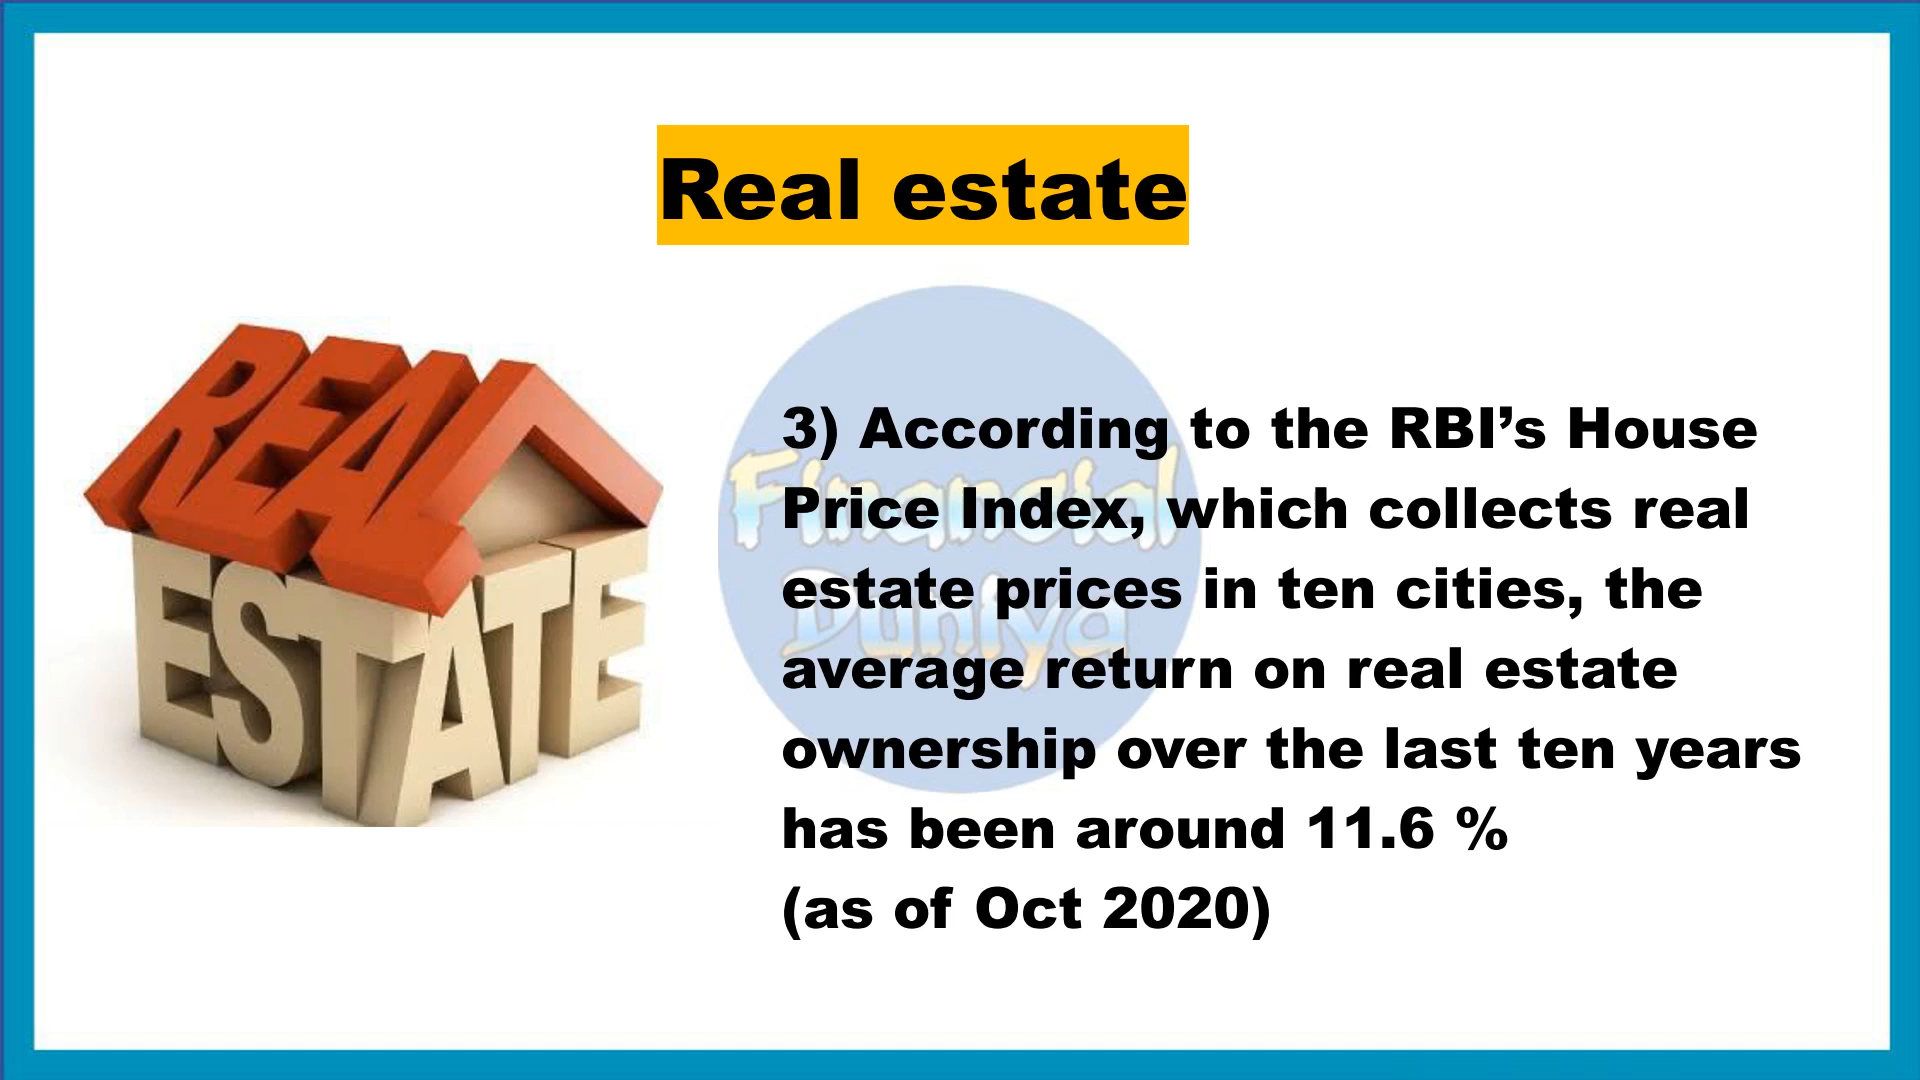 Real estate
REAL
ESTATE
Financial
Duniya
3) According to the RBI’s House
Price Index, which collects real
estate prices in ten cities, the
average return on real estate
ownership over the last ten years
has been around 11.6 %
(as of Oct 2020)